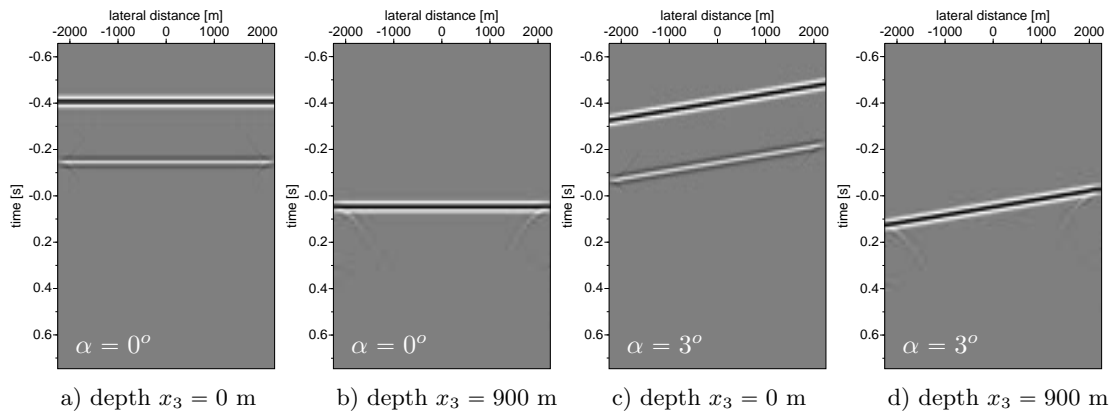 lateral distance [m]
-2000 -1000 0 1000 2000
time [s]
-0.6
-0.4
-0.2
-0.0
0.2
0.4
0.6
α = 0º
a) depth x₃ = 0 m
lateral distance [m]
-2000 -1000 0 1000 2000
time [s]
-0.6
-0.4
-0.2
-0.0
0.2
0.4
0.6
α = 0º
b) depth x₃ = 900 m
lateral distance [m]
-2000 -1000 0 1000 2000
time [s]
-0.6
-0.4
-0.2
-0.0
0.2
0.4
0.6
α = 3º
c) depth x₃ = 0 m
lateral distance [m]
-2000 -1000 0 1000 2000
time [s]
-0.6
-0.4
-0.2
-0.0
0.2
0.4
0.6
α = 3º
d) depth x₃ = 900 m